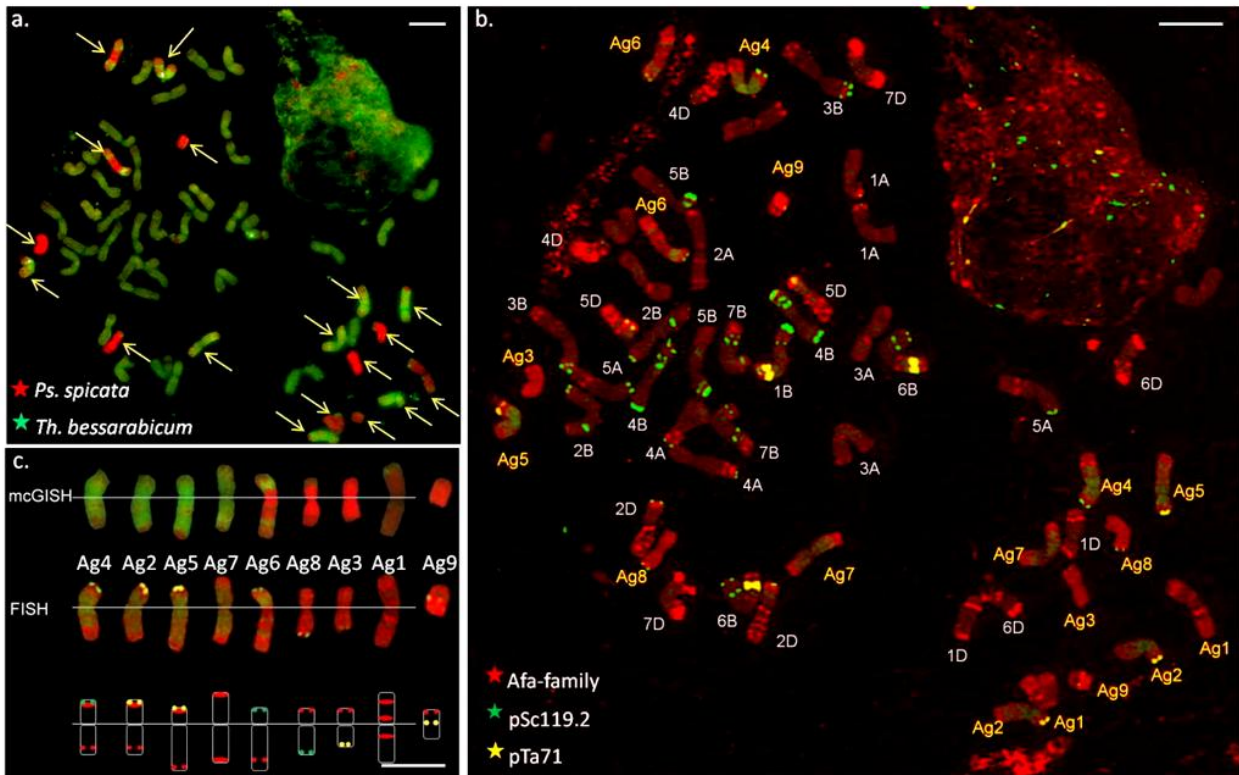 a.
★ Ps. spicata
★ Th. bessarabicum
b.
Ag6
Ag4
4D
3B
7D
Ag9
5B
Ag6
1A
4D
2A
1A
3B
5D
2B
2B
5B
7B
5D
4B
Ag3
5A
1B
3A
6B
6D
Ag5
4B
5A
2B
4A
7B
3A
4A
2D
Ag4
Ag5
Ag8
Ag7
Ag7
1D
Ag8
7D
6B
2D
Ag3
1D
6D
Ag1
Ag2
Ag9
Ag2
Ag1
★ Afa-family
★ pSc119.2
★ pTa71
c.
mcGISH
Ag4 Ag2 Ag5 Ag7 Ag6 Ag8 Ag3 Ag1 Ag9
FISH